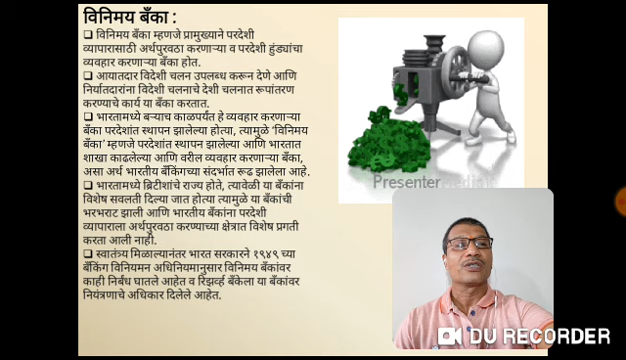 विनिमय बँका :
❑ विनिमय बँका म्हणजे प्रामुख्याने परदेशी
व्यापारासाठी अर्थपुरवठा करणाऱ्या व परदेशी हुंड्यांचा
व्यवहार करणाऱ्या बँका होत.
❑ आयातदार विदेशी चलन उपलब्ध करून देणे आणि
निर्यातदारांना विदेशी चलनाचे देशी चलनात रूपांतरण
करण्याचे कार्य या बँका करतात.
❑ भारतामध्ये बऱ्याच काळपर्यंत हे व्यवहार करणाऱ्या
बँका परदेशांत स्थापन झालेल्या होत्या, त्यामुळे 'विनिमय
बँका' म्हणजे परदेशांत स्थापन झालेल्या आणि भारतात
शाखा काढलेल्या आणि वरील व्यवहार करणाऱ्या बँका,
असा अर्थ भारतीय बँकिंगच्या संदर्भात रूढ झालेला आहे.
❑ भारतामध्ये ब्रिटीशांचे राज्य होते, त्यावेळी या बँकांना
विशेष सवलती दिल्या जात होत्या त्यामुळे या बँकांची
भरभराट झाली आणि भारतीय बँकांना परदेशी
व्यापाराला अर्थपुरवठा करण्याच्या क्षेत्रात विशेष प्रगती
करता आली नाही.
❑ स्वातंत्र्य मिळाल्यानंतर भारत सरकारने १९४९ च्या
बँकिंग विनियमन अधिनियमानुसार विनिमय बँकांवर
काही निर्बंध घातले आहेत व रिझर्व्ह बँकेला या बँकांवर
नियंत्रणाचे अधिकार दिलेले आहेत.
Presenter
DU RECORDER